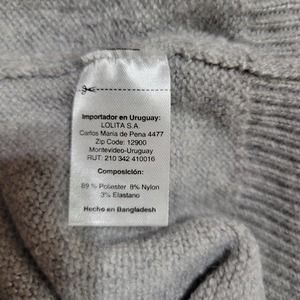 Importador en Uruguay:
LOLITA S.A.
Carlos María de Pena 4477
Zip Code: 12900
Montevideo-Uruguay
RUT: 210 342 410016
Composición:
89 % Poliester 8% Nylon
3% Elastano
Hecho en Bangladesh